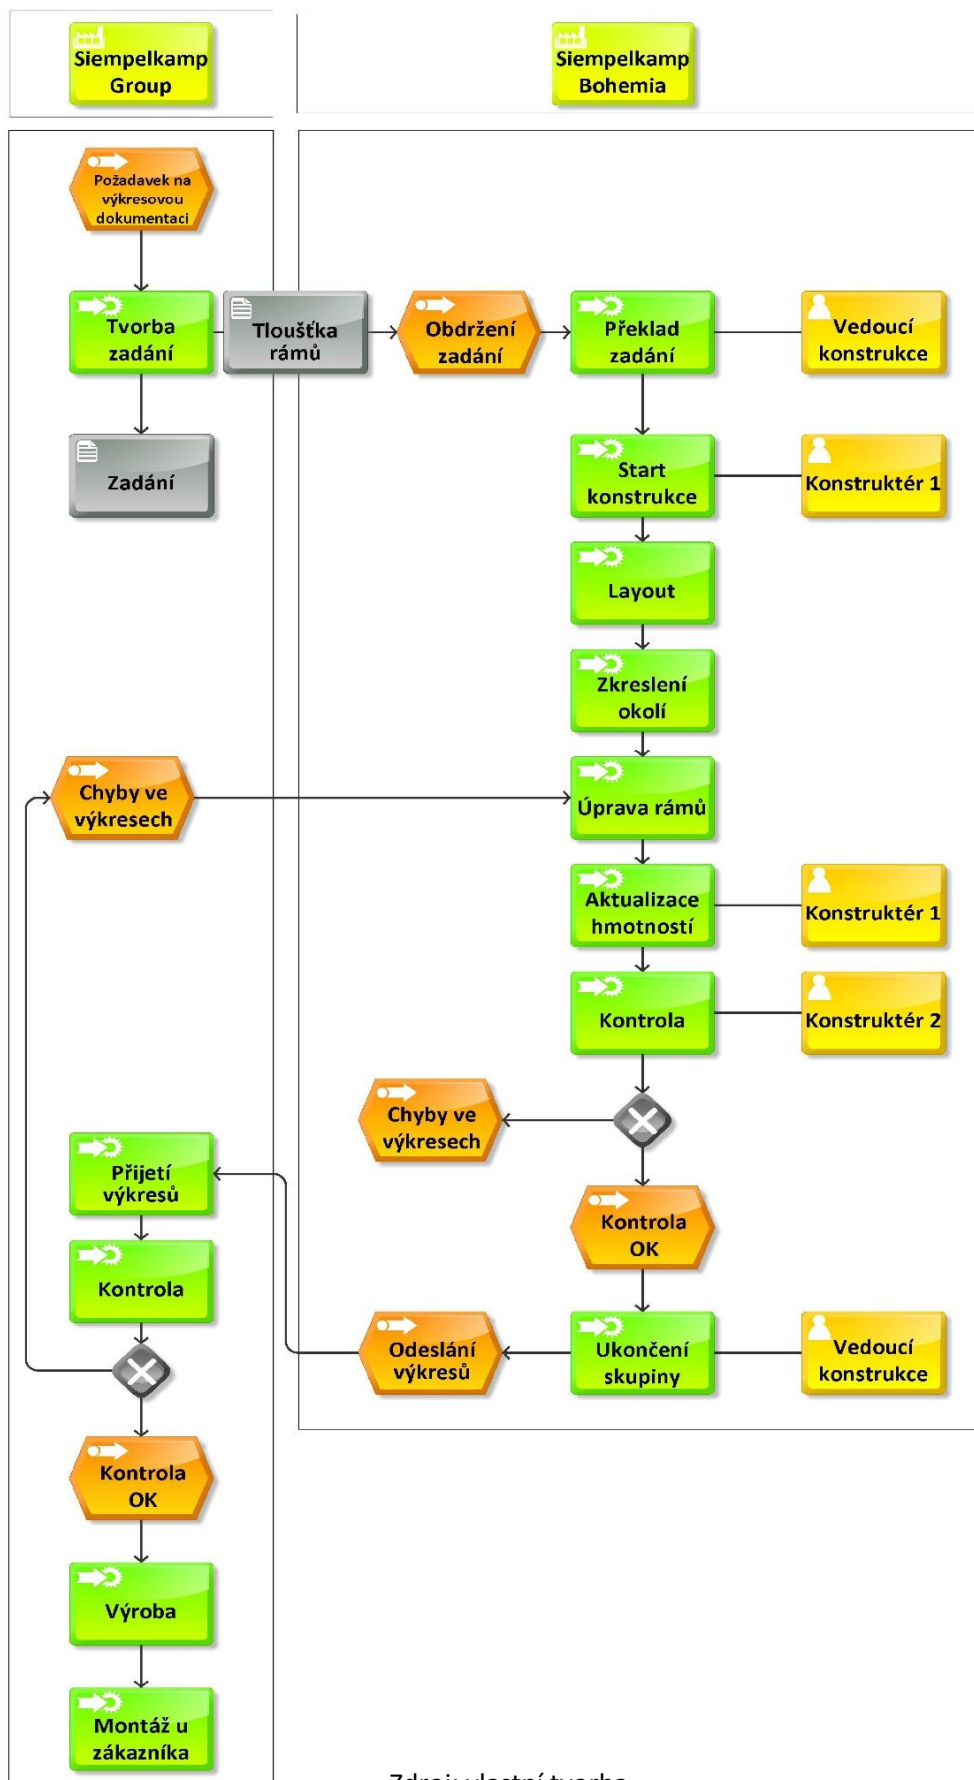 Siempelkamp
Group
Siempelkamp
Bohemia
Požadavek na
výkresovou
dokumentaci
Tvorba
zadání
Tloušťka
rámů
Obdržení
zadání
Překlad
zadání
Vedoucí
konstrukce
Zadání
Start
konstrukce
Konstruktér 1
Layout
Zkreslení
okolí
Chyby ve
výkresech
Úprava rámů
Aktualizace
hmotností
Konstruktér 1
Kontrola
Konstruktér 2
Chyby ve
výkresech
Přijetí
výkresů
Kontrola
OK
Kontrola
Odeslání
výkresů
Ukončení
skupiny
Vedoucí
konstrukce
Kontrola
OK
Výroba
Montáž u
zákazníka
Zdroj: vlastní tvorba